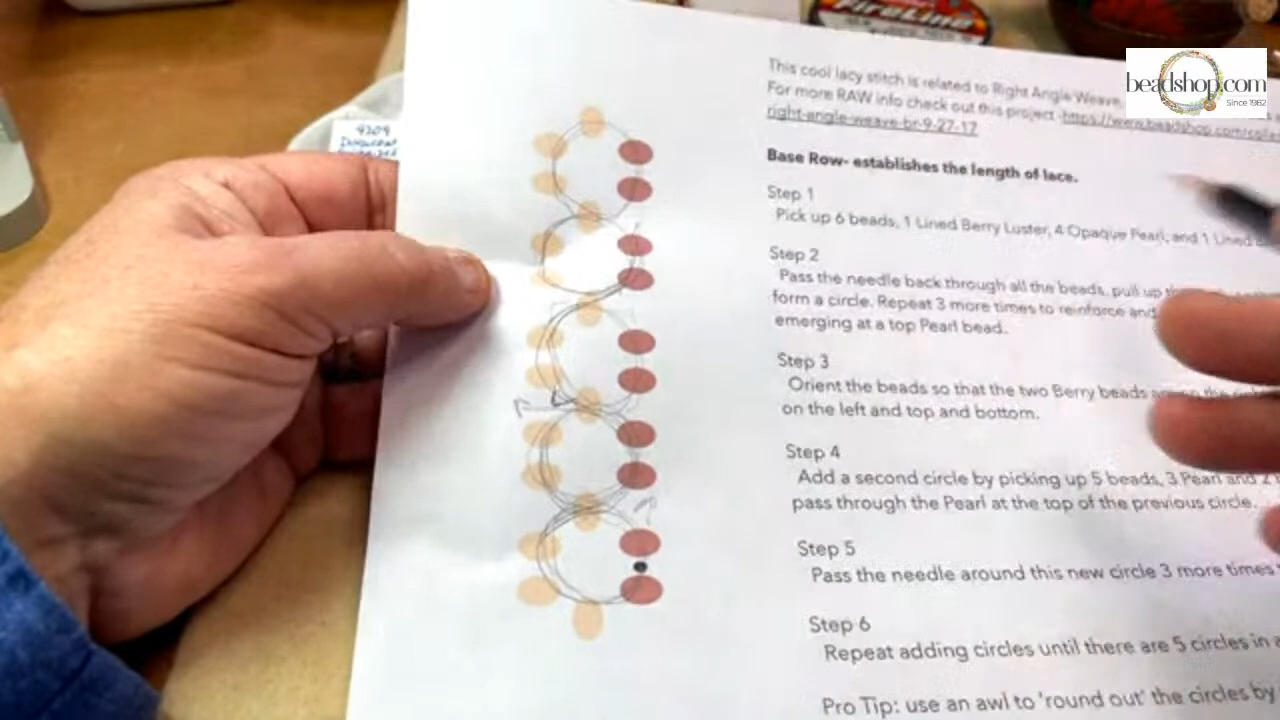 FIRELINE
beadshop.com
Since 1982
4204
This cool lacy stitch is related to Right Angle Weave
For more RAW info check out this project -https://www.beadshop.com/colle
right-angle-weave-br-9-27-17
Base Row- establishes the length of lace.
Step 1
Pick up 6 beads, 1 Lined Berry Luster, 4 Opaque Pearl, and 1 Lined
Step 2
Pass the needle back through all the beads, pull up
form a circle. Repeat 3 more times to reinforce and
emerging at a top Pearl bead.
Step 3
Orient the beads so that the two Berry beads
on the left and top and bottom.
Step 4
Add a second circle by picking up 5 beads, 3 Pearl and 2
pass through the Pearl at the top of the previous circle.
Step 5
Pass the needle around this new circle 3 more times
Step 6
Repeat adding circles until there are 5 circles in
Pro Tip: use an awl to 'round out' the circles by